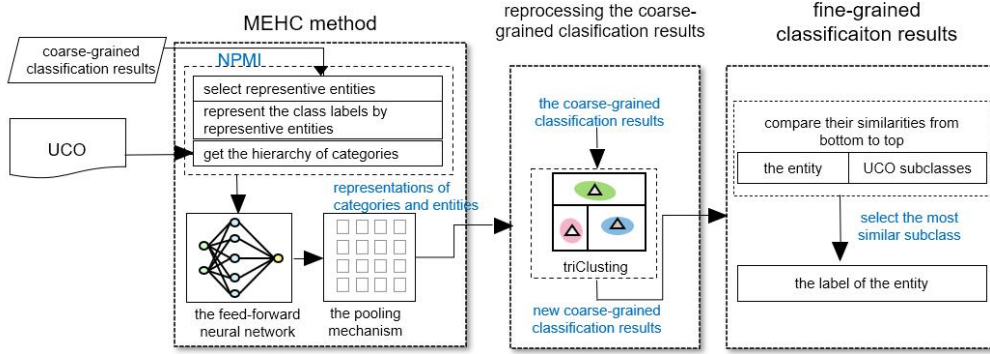 MEHC method
reprocessing the coarse-
grained clasification results
fine-grained
classificaiton results
coarse-grained
classification results
NPMI
select representive entities
represent the class labels by
representive entities
get the hierarchy of categories
UCO
representations of
categories and entities
the feed-forward
neural network
the pooling
mechanism
the coarse-grained
classification results
triClusting
new coarse-grained
classification results
compare their similarities from
bottom to top
the entity
UCO subclasses
select the most
similar subclass
the label of the entity